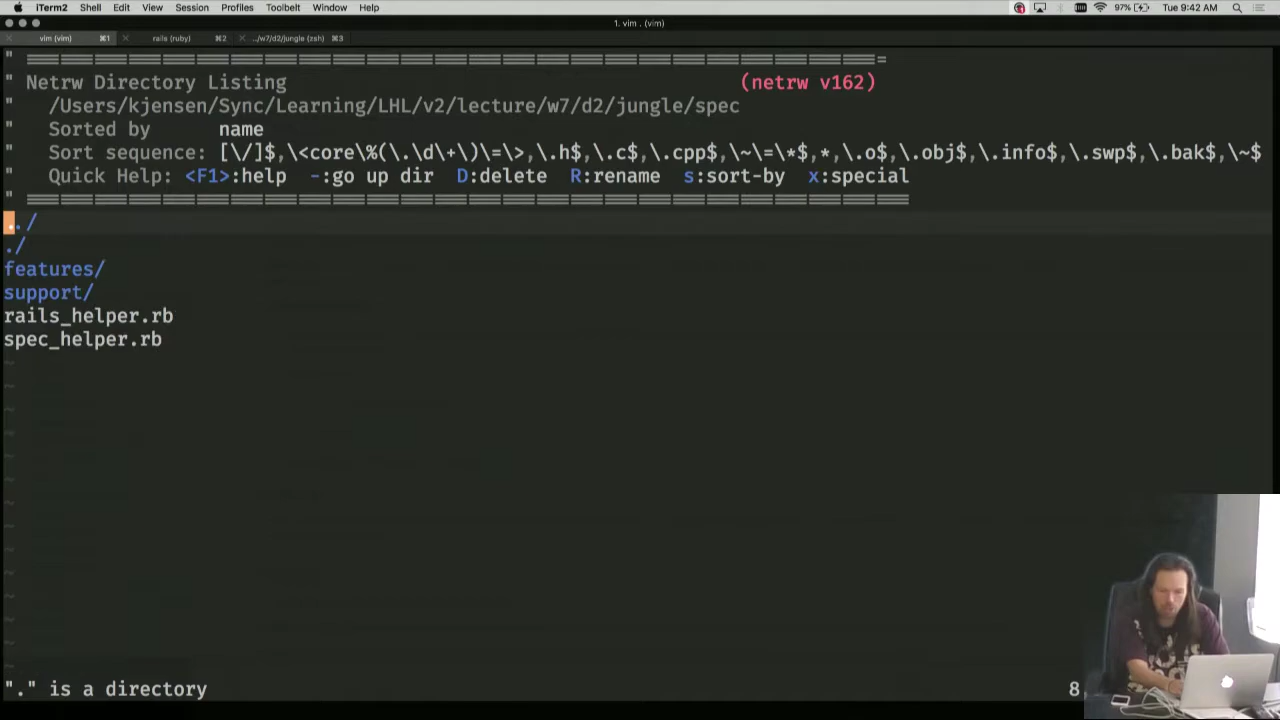 iTerm2 Shell Edit View Session Profiles Toolbelt Window Help 97% Tue 9:42 AM
1. vim . (vim)
vim (vim) ⌘1 rails (ruby) ⌘2 ../w7/d2/jungle (zsh) ⌘3
" ============================================================================
" Netrw Directory Listing (netrw v162)
" /Users/kjensen/Sync/Learning/LHL/v2/lecture/w7/d2/jungle/spec
" Sorted by name
" Sort sequence: [\/]$,\<core\%(\.\d\+\)\=\>,\.h$,\.c$,\.cpp$,\~\=\*$,*,\.o$,\.obj$,\.info$,\.swp$,\.bak$,\~$
" Quick Help: <F1>:help -:go up dir D:delete R:rename s:sort-by x:special
" ==============================================================================
../
./
features/
support/
rails_helper.rb
spec_helper.rb
~
~
~
~
~
~
~
~
~
~
~
~
~
~
"." is a directory 8